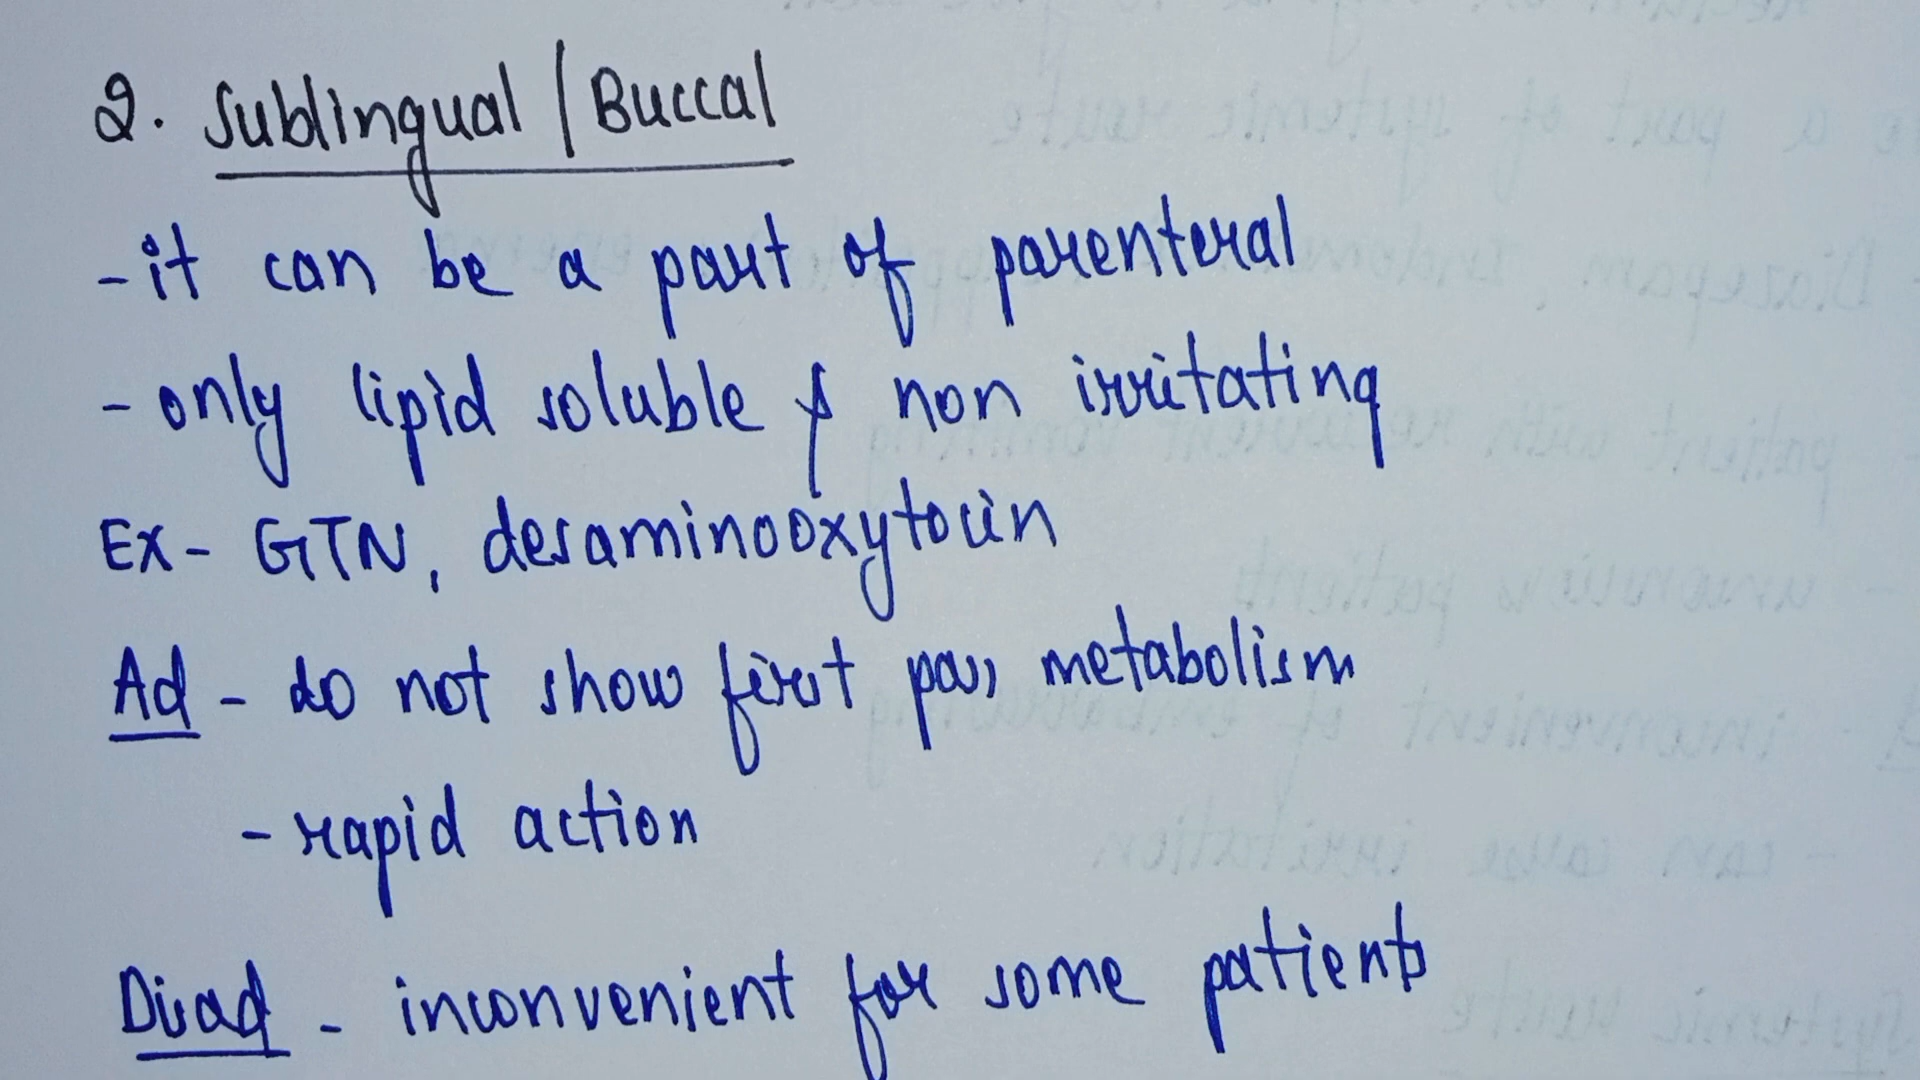 2. Sublingual / Buccal
- it can be a part of parenteral
- only lipid soluble & non irritating
Ex - GTN, desaminooxytocin
Ad - do not show first pass metabolism
- rapid action
Disad - inconvenient for some patients